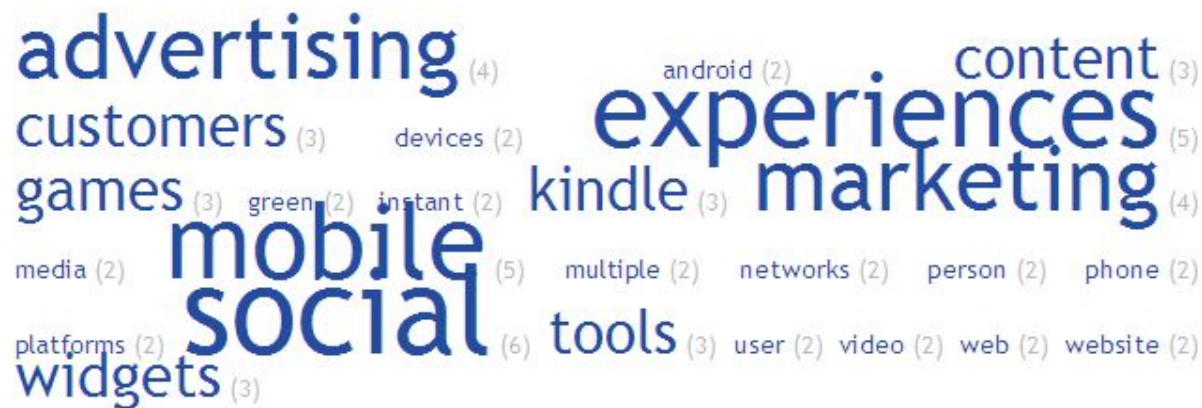 advertising (4) android (2) content (3)
customers (3) devices (2) experiences (5)
games (3) green (2) instant (2) kindle (3) marketing (4)
media (2) mobile (5) multiple (2) networks (2) person (2) phone (2)
platforms (2) social (6) tools (3) user (2) video (2) web (2) website (2)
widgets (3)